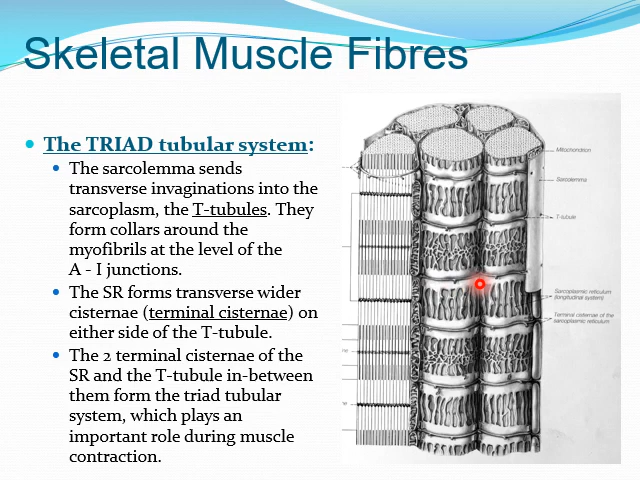 Skeletal Muscle Fibres
The TRIAD tubular system:
The sarcolemma sends
transverse invaginations into the
sarcoplasm, the T-tubules. They
form collars around the
myofibrils at the level of the
A - I junctions.
The SR forms transverse wider
cisternae (terminal cisternae) on
either side of the T-tubule.
The 2 terminal cisternae of the
SR and the T-tubule in-between
them form the triad tubular
system, which plays an
important role during muscle
contraction.
Mitochondrion
Sarcolemma
T-tubule
Sarcoplasmic reticulum
(longitudinal system)
Terminal cisternae of the
sarcoplasmic reticulum